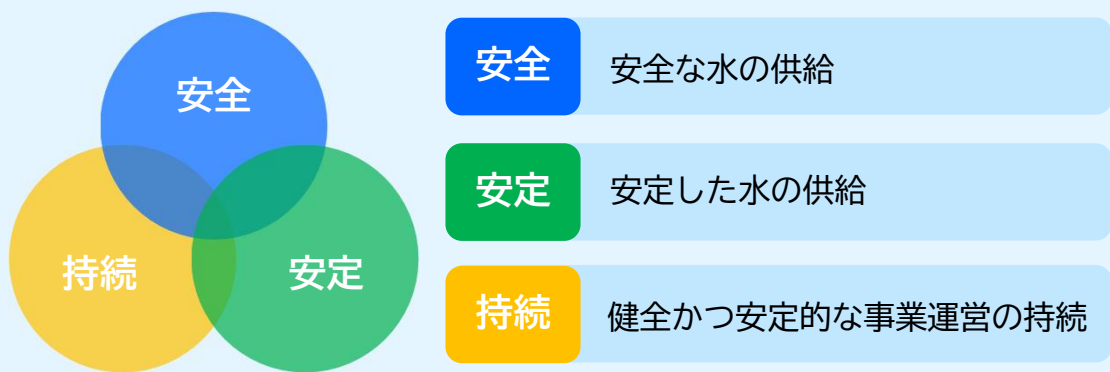 安全
持続
安定
安全 安全な水の供給
安定 安定した水の供給
持続 健全かつ安定的な事業運営の持続